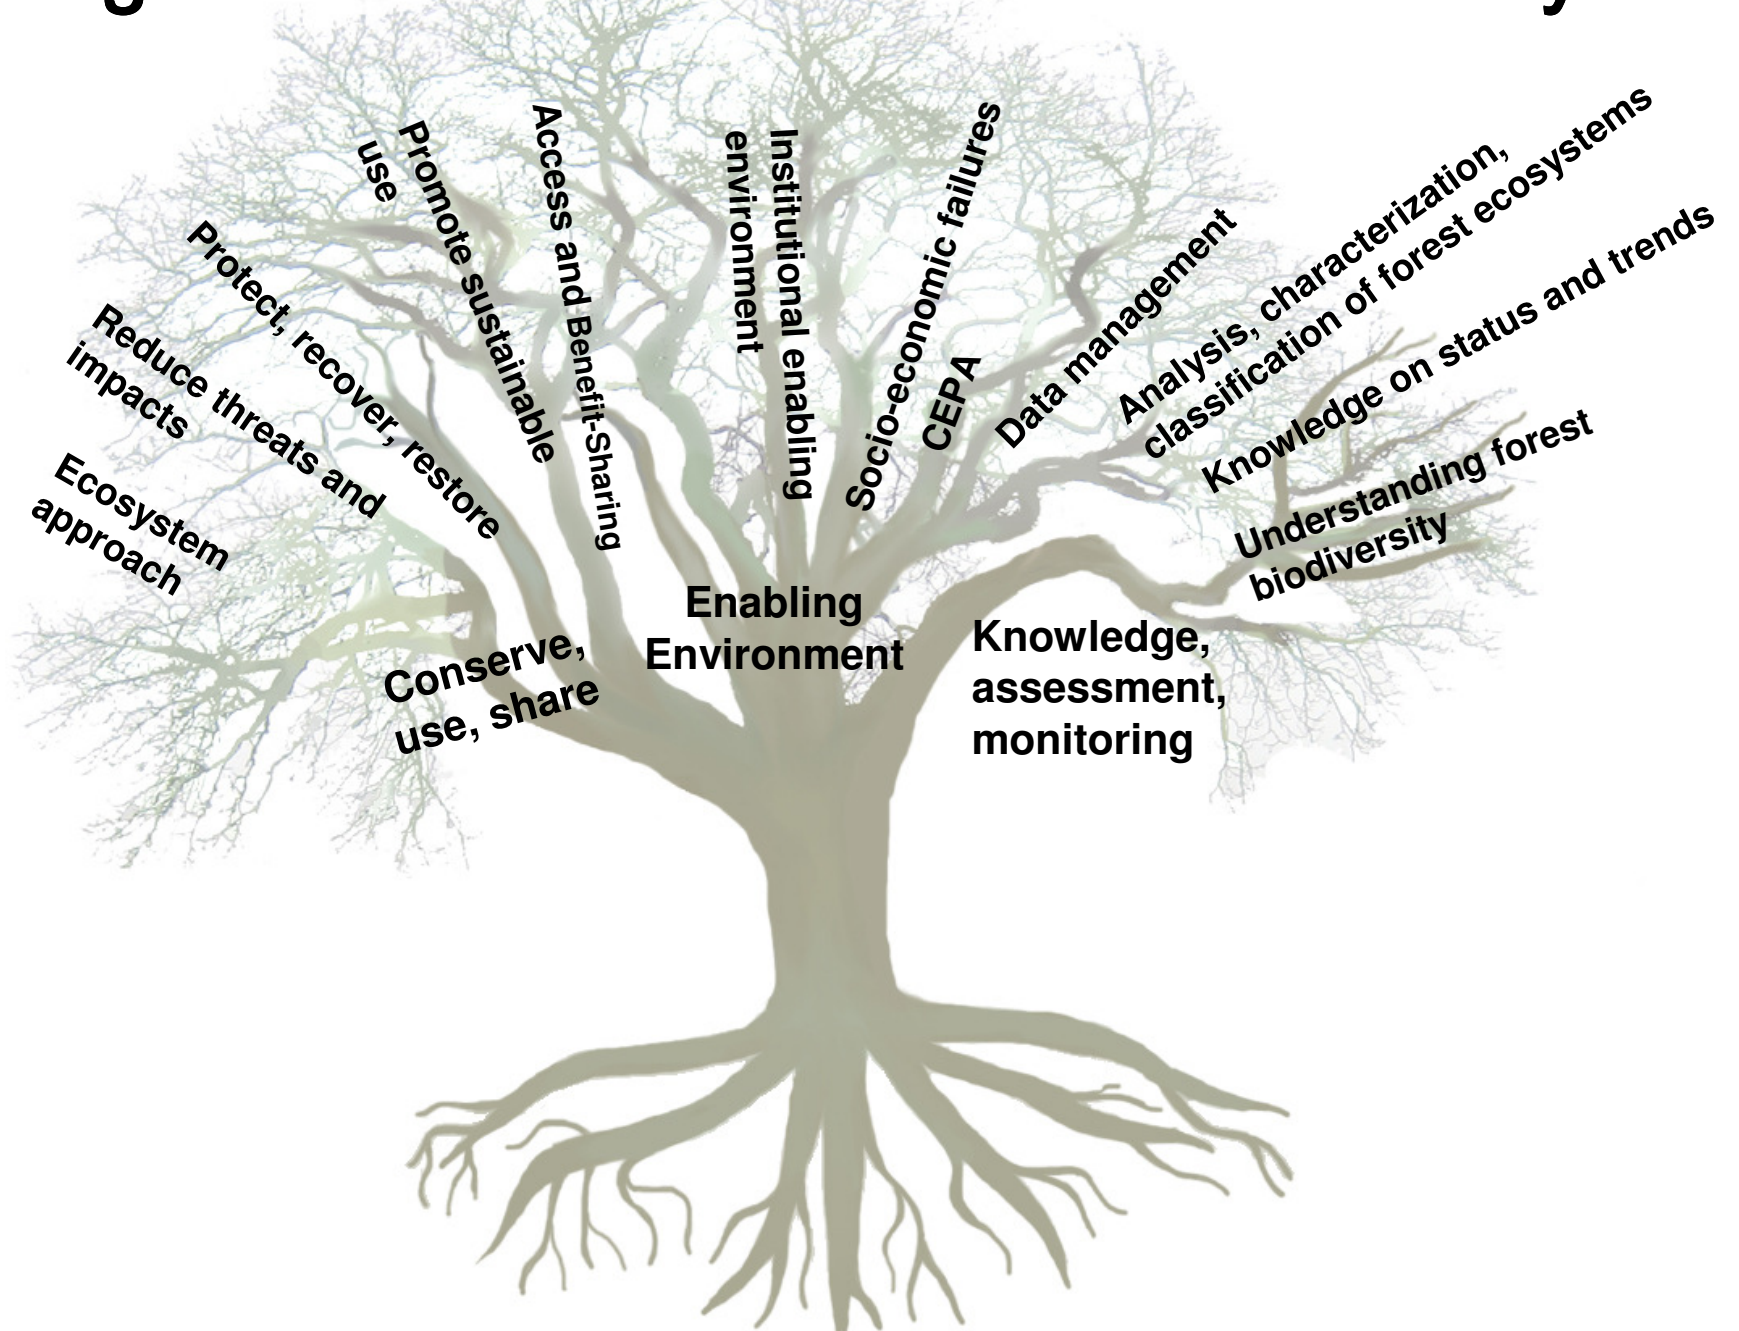 Ecosystem
approach
Reduce threats and
impacts
Protect, recover, restore
Promote sustainable
use
Access and Benefit-Sharing
Institutional enabling
environment
Socio-economic failures
CEPA
Data management
Analysis, characterization,
classification of forest ecosystems
Knowledge on status and trends
Understanding forest
biodiversity
Conserve,
use, share
Enabling
Environment
Knowledge,
assessment,
monitoring